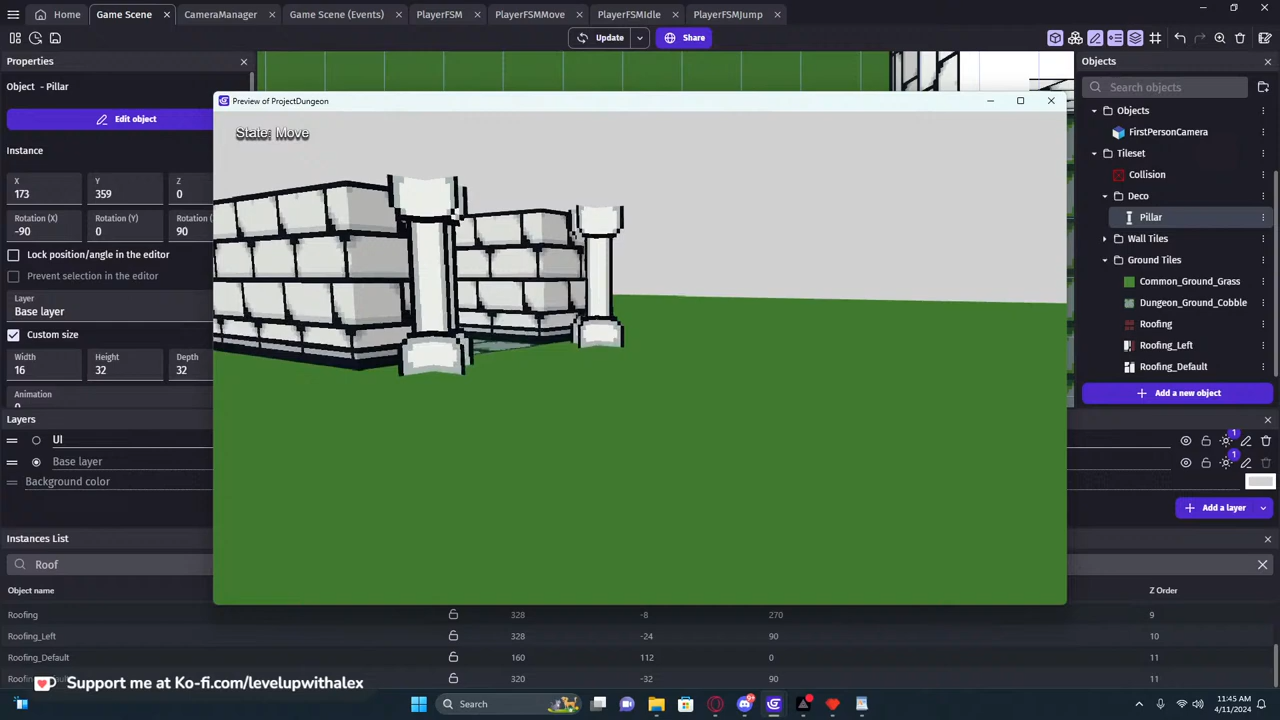 Home
Game Scene
CameraManager
Game Scene (Events)
PlayerFSM
PlayerFSMMove
PlayerFSMIdle
PlayerFSMJump
Update
Share
Properties
Object - Pillar
Edit object
Instance
X
Y
Z
173
359
0
Rotation (X)
Rotation (Y)
Rotation (
-90
0
90
Lock position/angle in the editor
Prevent selection in the editor
Layer
Base layer
Custom size
Width
Height
Depth
16
32
32
Animation
Preview of ProjectDungeon
State: Move
Objects
Search objects
Objects
FirstPersonCamera
Tileset
Collision
Deco
Pillar
Wall Tiles
Ground Tiles
Common_Ground_Grass
Dungeon_Ground_Cobble
Roofing
Roofing_Left
Roofing_Default
Add a new object
Layers
UI
1
Base layer
1
Background color
Add a layer
Instances List
Roof
Object name
Z Order
Roofing 328 -8 270 9
Roofing_Left 328 -24 90 10
Roofing_Default 160 112 0 11
320 -32 90 11
Support me at Ko-fi.com/levelupwithalex
Search
11:45 AM
4/11/2024